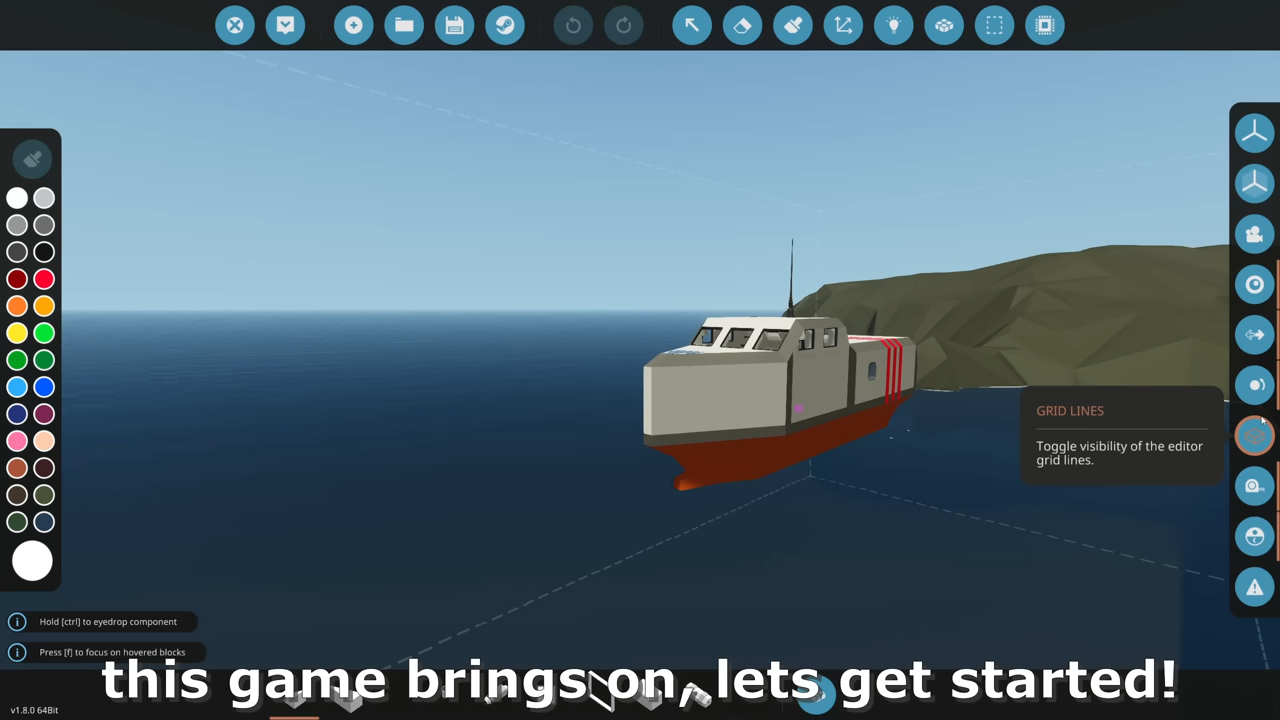 GRID LINES
Toggle visibility of the editor
grid lines.
Hold [ctrl] to eyedrop component
Press [f] to focus on hovered blocks
this game brings on, lets get started!
v1.8.0 64Bit